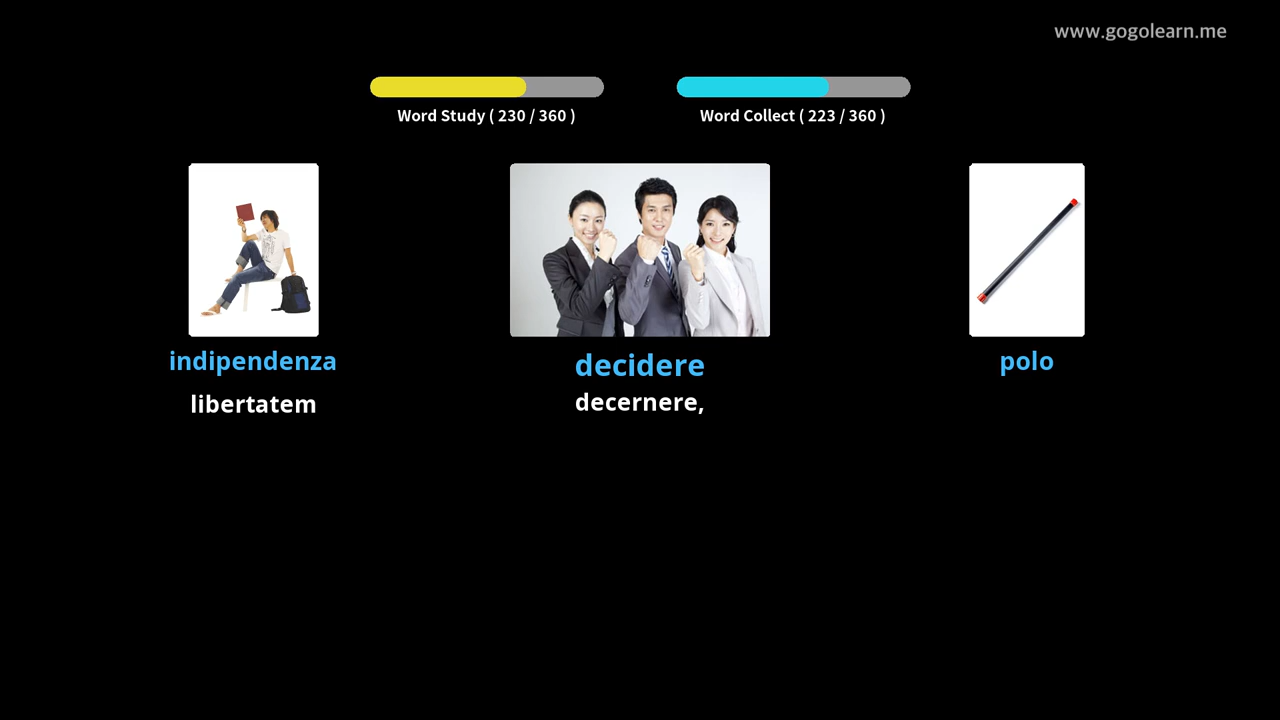 www.gogolearn.me
Word Study ( 230 / 360 )
Word Collect ( 223 / 360 )
indipendenza
libertatem
decidere
decernere,
polo